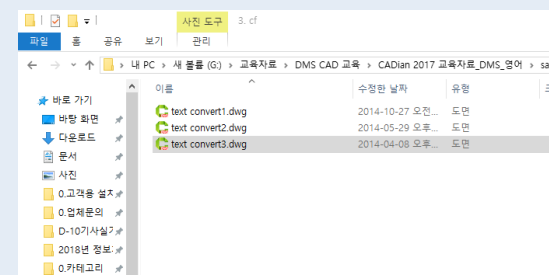 사진 도구 3. cf
파일 홈 공유 보기 관리
내 PC 새 볼륨 (G:) 교육자료 DMS CAD 교육 CADian 2017 교육자료_DMS_영어 sa
이름 수정한 날짜 유형
바로 가기
바탕 화면
다운로드
문서
사진
0.고객용 설치
0.업체문의
D-10기사실기
2018년 정보
0.카테고리
text convert1.dwg 2014-10-27 오전... 도면
text convert2.dwg 2014-05-29 오후... 도면
text convert3.dwg 2014-04-08 오후... 도면